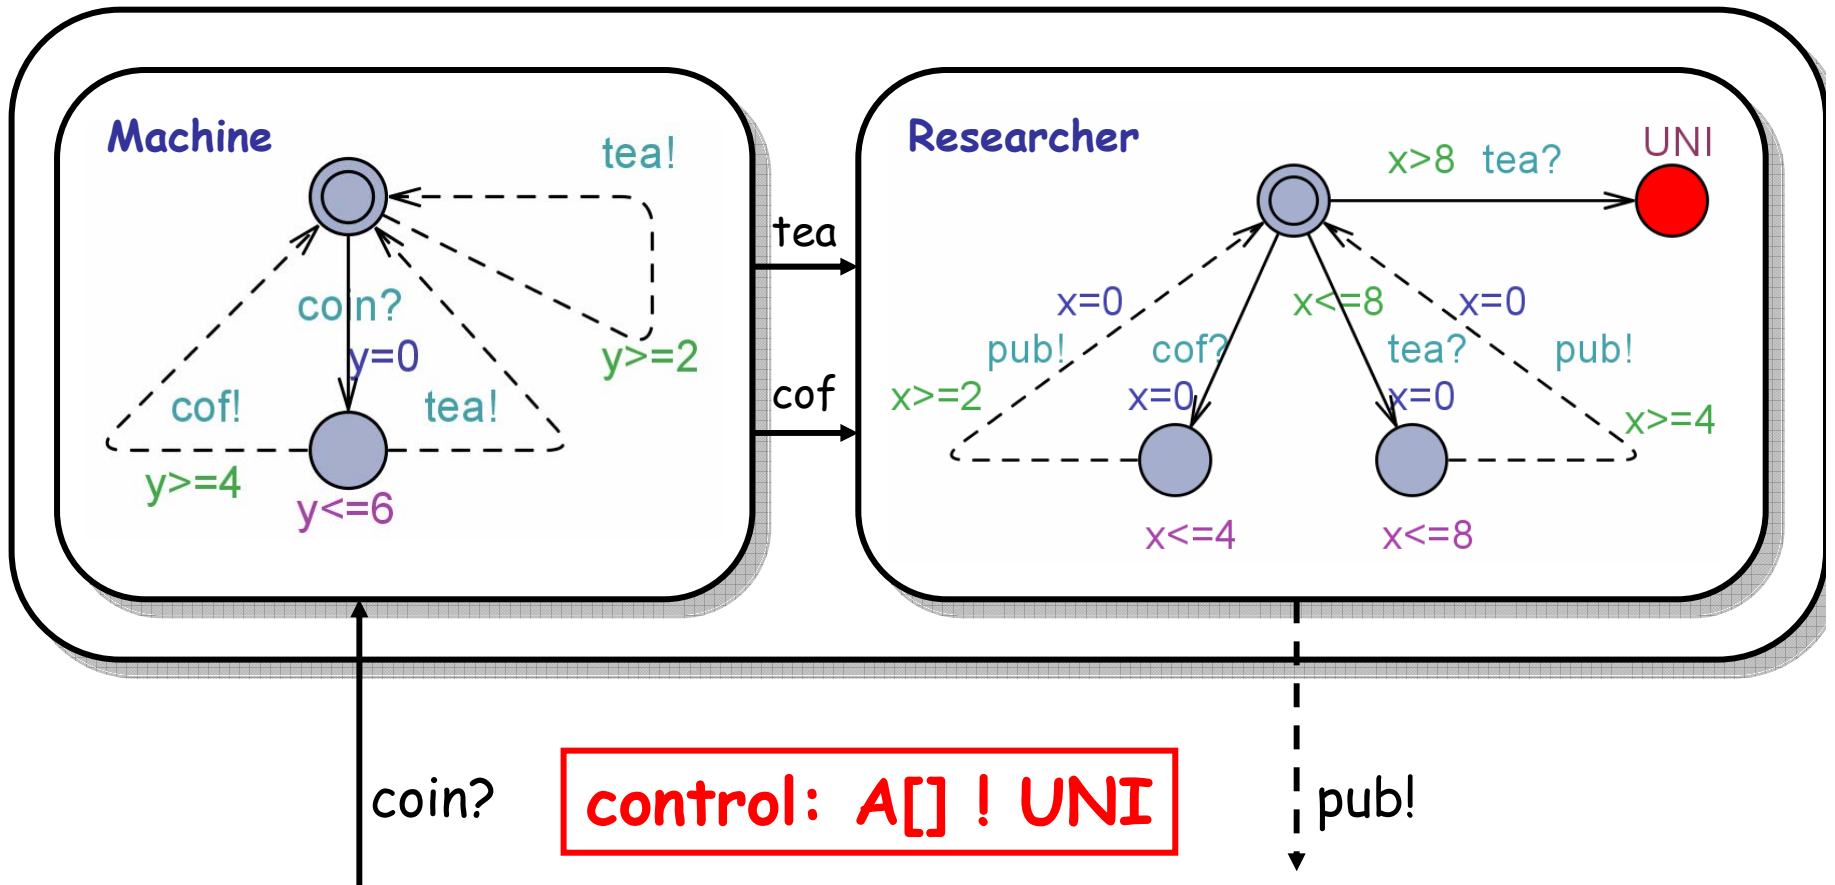 Machine
tea!
coin?
y=0
y>=2
cof!
tea!
y>=4
y<=6
tea
cof
Researcher
UNI
x>8 tea?
x=0
x<=8
x=0
pub!
cof?
tea?
pub!
x>=2
x=0
x=0
x>=4
x<=4
x<=8
coin?
control: A[] ! UNI
pub!